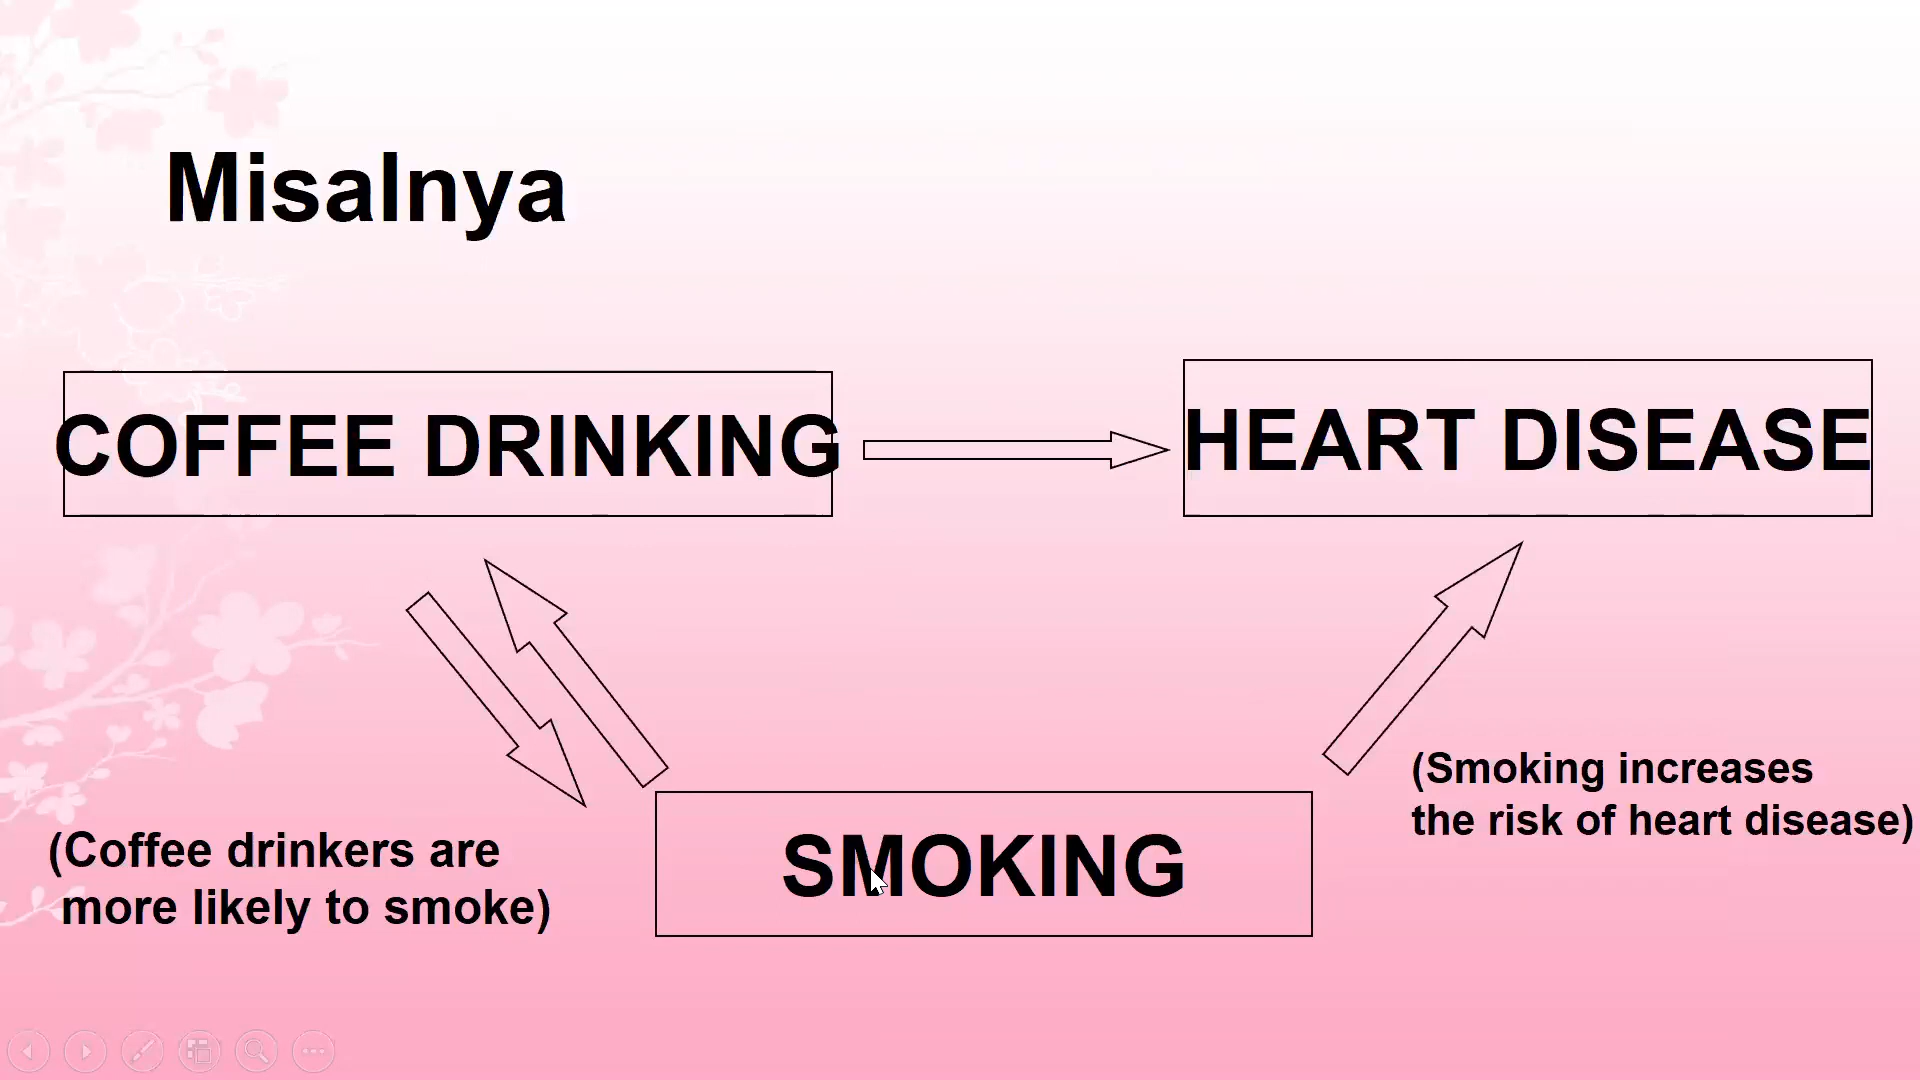 Misalnya
COFFEE DRINKING
HEART DISEASE
(Smoking increases
the risk of heart disease)
(Coffee drinkers are
more likely to smoke)
SMOKING